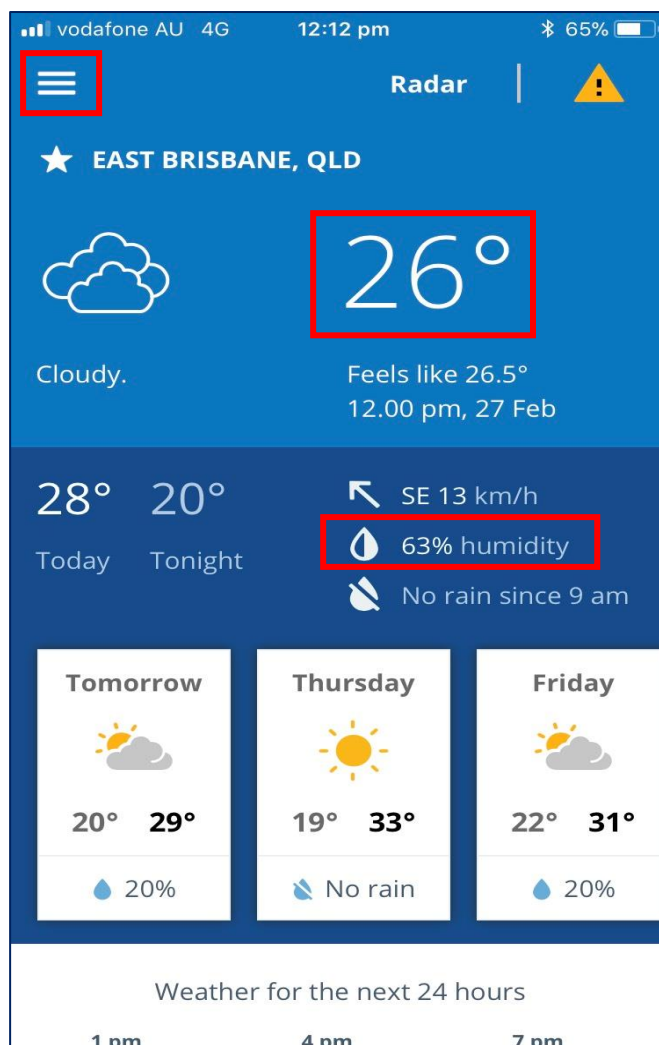 vodafone AU 4G 12:12 pm 65%
Radar
EAST BRISBANE, QLD
26°
Cloudy.
Feels like 26.5°
12.00 pm, 27 Feb
28° 20°
Today Tonight
SE 13 km/h
63% humidity
No rain since 9 am
Tomorrow Thursday Friday
20° 29° 19° 33° 22° 31°
20% No rain 20%
Weather for the next 24 hours
1 pm 4 pm 7 pm